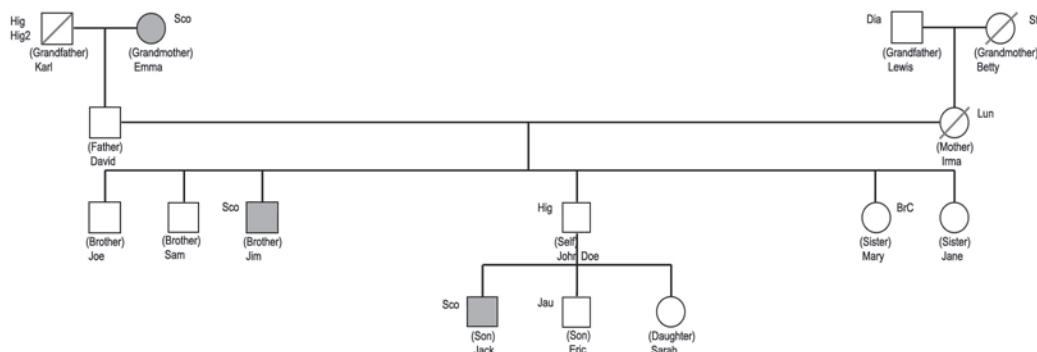 Hig
Hig2
Sco
Dia
(Grandfather)
Karl
(Grandmother)
Emma
(Grandfather)
Lewis
(Grandmother)
Betty
Lun
(Father)
David
(Mother)
Irma
Sco
Hig
BrC
(Brother)
Joe
(Brother)
Sam
(Brother)
Jim
(Self)
John Doe
(Sister)
Mary
(Sister)
Jane
Sco
Jau
(Son)
Jack
(Son)
Eric
(Daughter)
Sarah